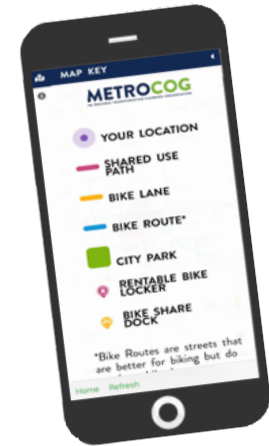 MAP KEY
METROCOG
YOUR LOCATION
SHARED USE
PATH
BIKE LANE
BIKE ROUTE*
CITY PARK
RENTABLE BIKE
LOCKER
BIKE SHARE
DOCK
*Bike Routes are streets that
are better for biking but do
Home Refresh